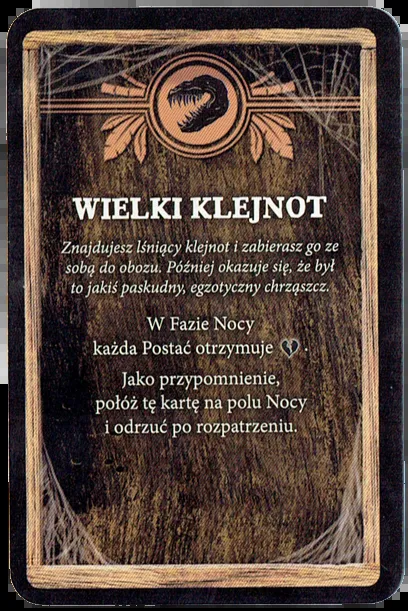 WIELKI KLEJNOT
Znajdujesz lśniący klejnot i zabierasz go ze
sobą do obozu. Później okazuje się, że był
to jakiś paskudny, egzotyczny chrząszcz.
W Fazie Nocy
każda Postać otrzymuje .
Jako przypomnienie,
połóż tę kartę na polu Nocy
i odrzuć po rozpatrzeniu.